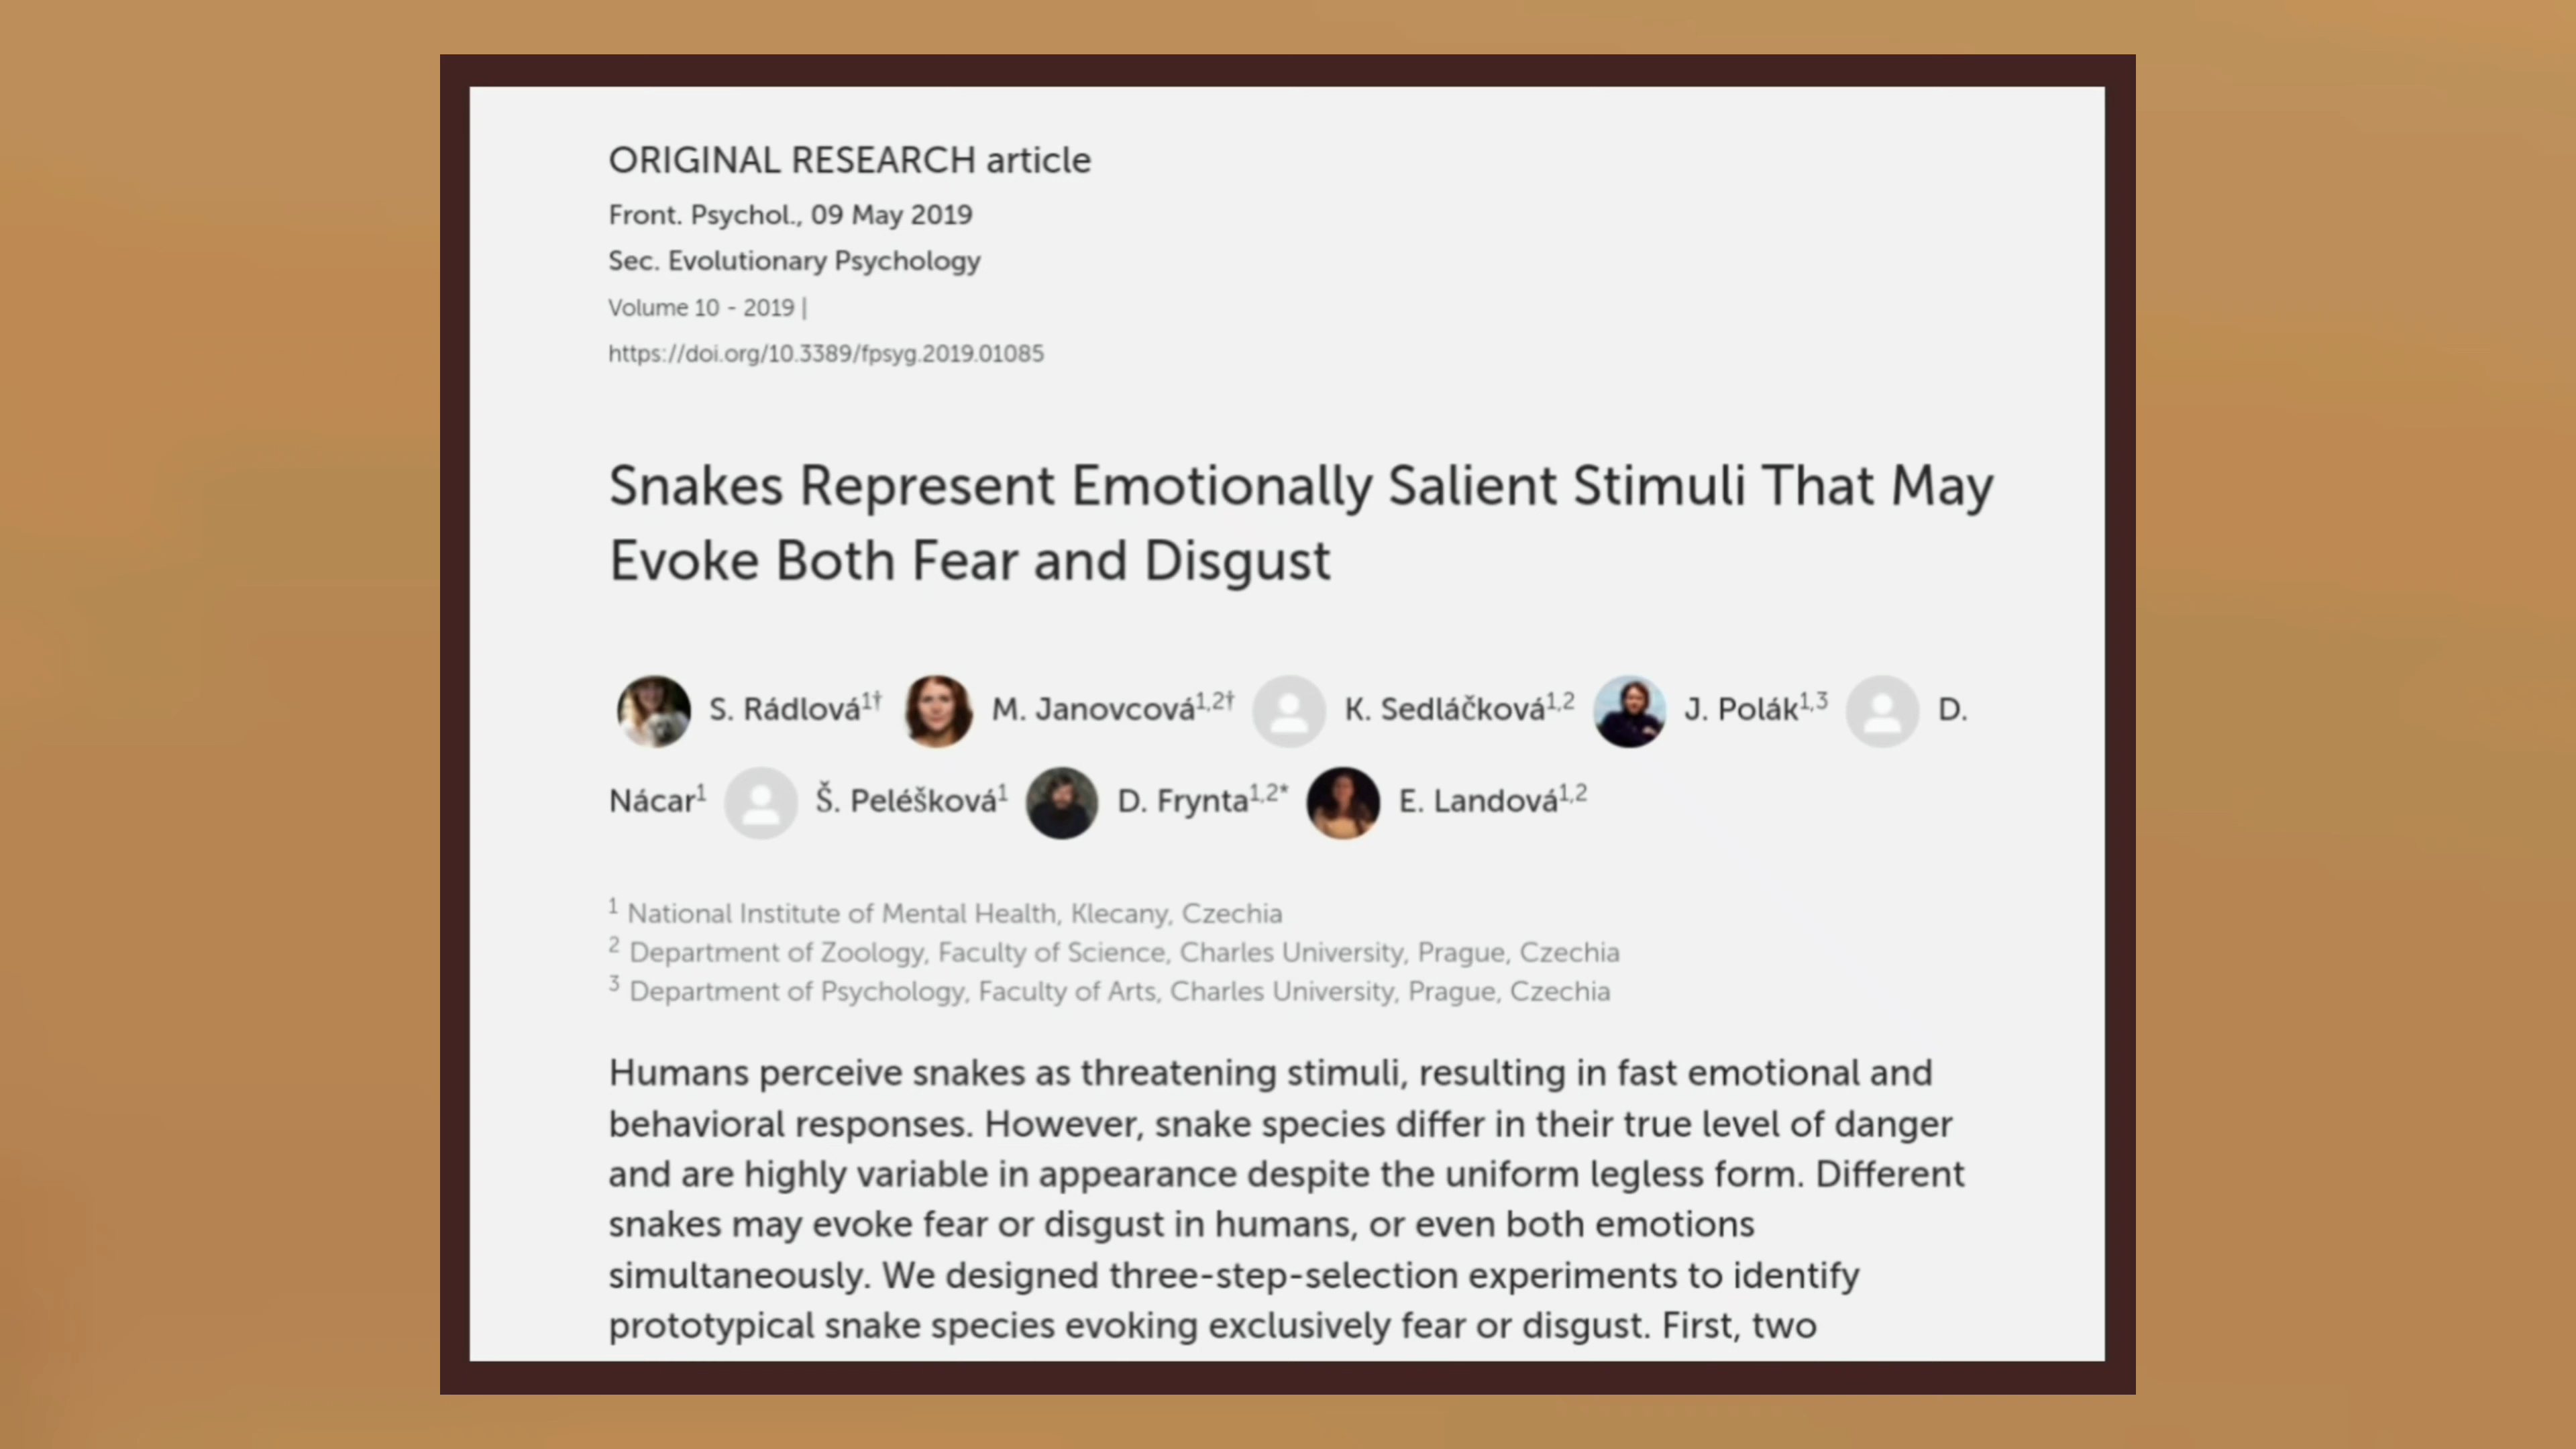 ORIGINAL RESEARCH article
Front. Psychol., 09 May 2019
Sec. Evolutionary Psychology
Volume 10 - 2019 |
https://doi.org/10.3389/fpsyg.2019.01085
Snakes Represent Emotionally Salient Stimuli That May
Evoke Both Fear and Disgust
S. Rádlová1† M. Janovcová1,2† K. Sedláčková1,2 J. Polák1,3 D.
Nácar1 Š. Peléšková1 D. Frynta1,2* E. Landová1,2
1 National Institute of Mental Health, Klecany, Czechia
2 Department of Zoology, Faculty of Science, Charles University, Prague, Czechia
3 Department of Psychology, Faculty of Arts, Charles University, Prague, Czechia
Humans perceive snakes as threatening stimuli, resulting in fast emotional and
behavioral responses. However, snake species differ in their true level of danger
and are highly variable in appearance despite the uniform legless form. Different
snakes may evoke fear or disgust in humans, or even both emotions
simultaneously. We designed three-step-selection experiments to identify
prototypical snake species evoking exclusively fear or disgust. First, two